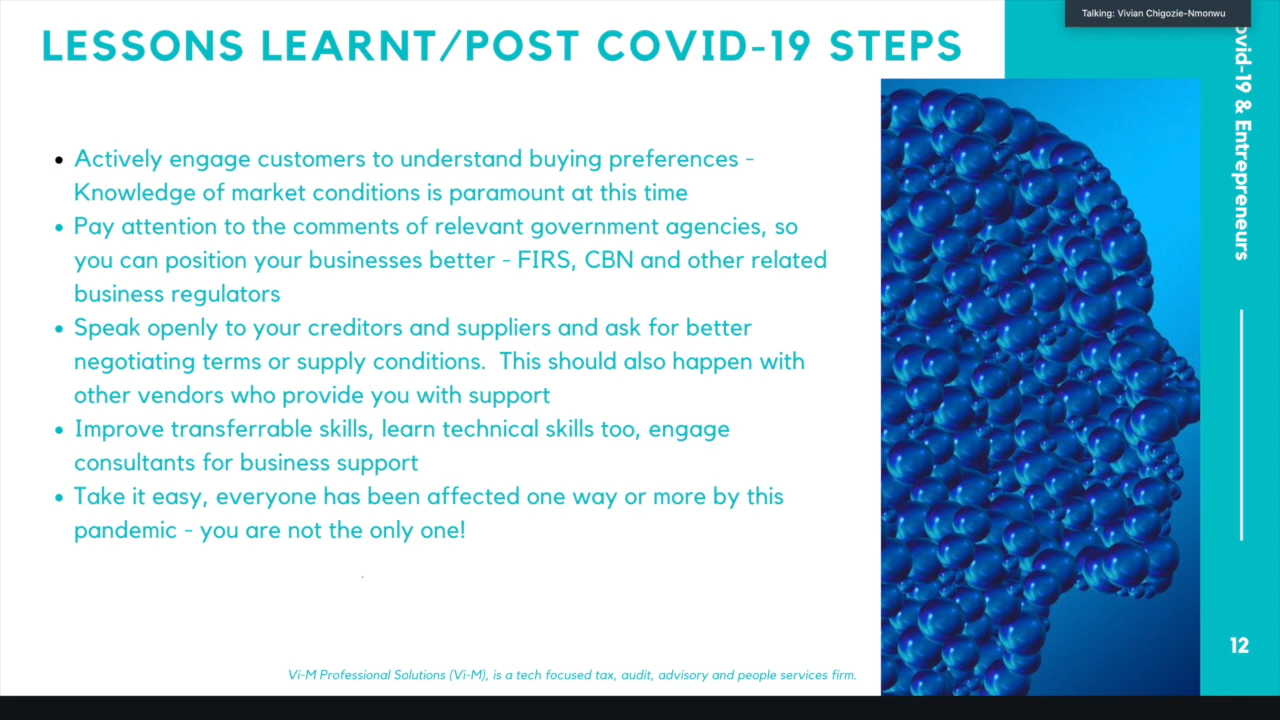 Talking: Vivian Chigozie-Nmonwu
LESSONS LEARNT/POST COVID-19 STEPS
• Actively engage customers to understand buying preferences -
Knowledge of market conditions is paramount at this time
• Pay attention to the comments of relevant government agencies, so
you can position your businesses better - FIRS, CBN and other related
business regulators
• Speak openly to your creditors and suppliers and ask for better
negotiating terms or supply conditions.  This should also happen with
other vendors who provide you with support
• Improve transferrable skills, learn technical skills too, engage
consultants for business support
• Take it easy, everyone has been affected one way or more by this
pandemic - you are not the only one!
Vi-M Professional Solutions (Vi-M), is a tech focused tax, audit, advisory and people services firm.
ovid-19 & Entrepreneurs
12